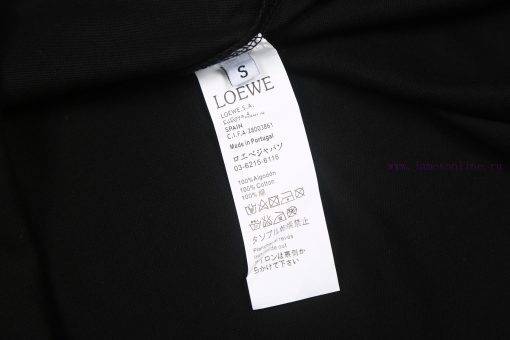 S
LOEWE
LOEWE,S.A.
SPAIN
C.I.F.A-28003861
Made in Portugal
ロエベジャパン
03-6215-6116
100%Algodón
100%Cotton
100% 綿
タンブル乾燥禁止
アイロンは裏側か
らかけて下さい
www.jamesonline.ru